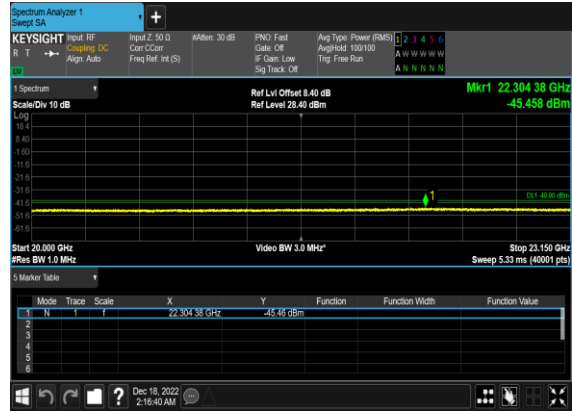 Spectrum Analyzer 1
Swept SA
+
KEYSIGHT Input: RF Input Z: 50 Ω #Atten: 30 dB PNO: Fast Avg Type: Power (RMS) 1 2 3 4 5 6
R T Coupling: DC Corr CCorr Gate: Off Avg|Hold: 100/100 A W W W W W
Align: Auto Freq Ref: Int (S) IF Gain: Low Trig: Free Run
Sig Track: Off A N N N N N
1 Spectrum Ref Lvl Offset 8.40 dB Mkr1 22.304 38 GHz
Scale/Div 10 dB Ref Level 28.40 dBm -45.458 dBm
Log
18.4
8.40
-1.60
-11.6
-21.6
-31.6 1 DL1 -40.00 dBm
-41.6
-51.6
-61.6
Start 20.000 GHz Video BW 3.0 MHz* Stop 23.150 GHz
#Res BW 1.0 MHz Sweep 5.33 ms (40001 pts)
5 Marker Table
Mode Trace Scale X Y Function Function Width Function Value
1 N 1 f 22.304 38 GHz -45.46 dBm
2
3
4
5
6
? Dec 18, 2022
2:16:40 AM